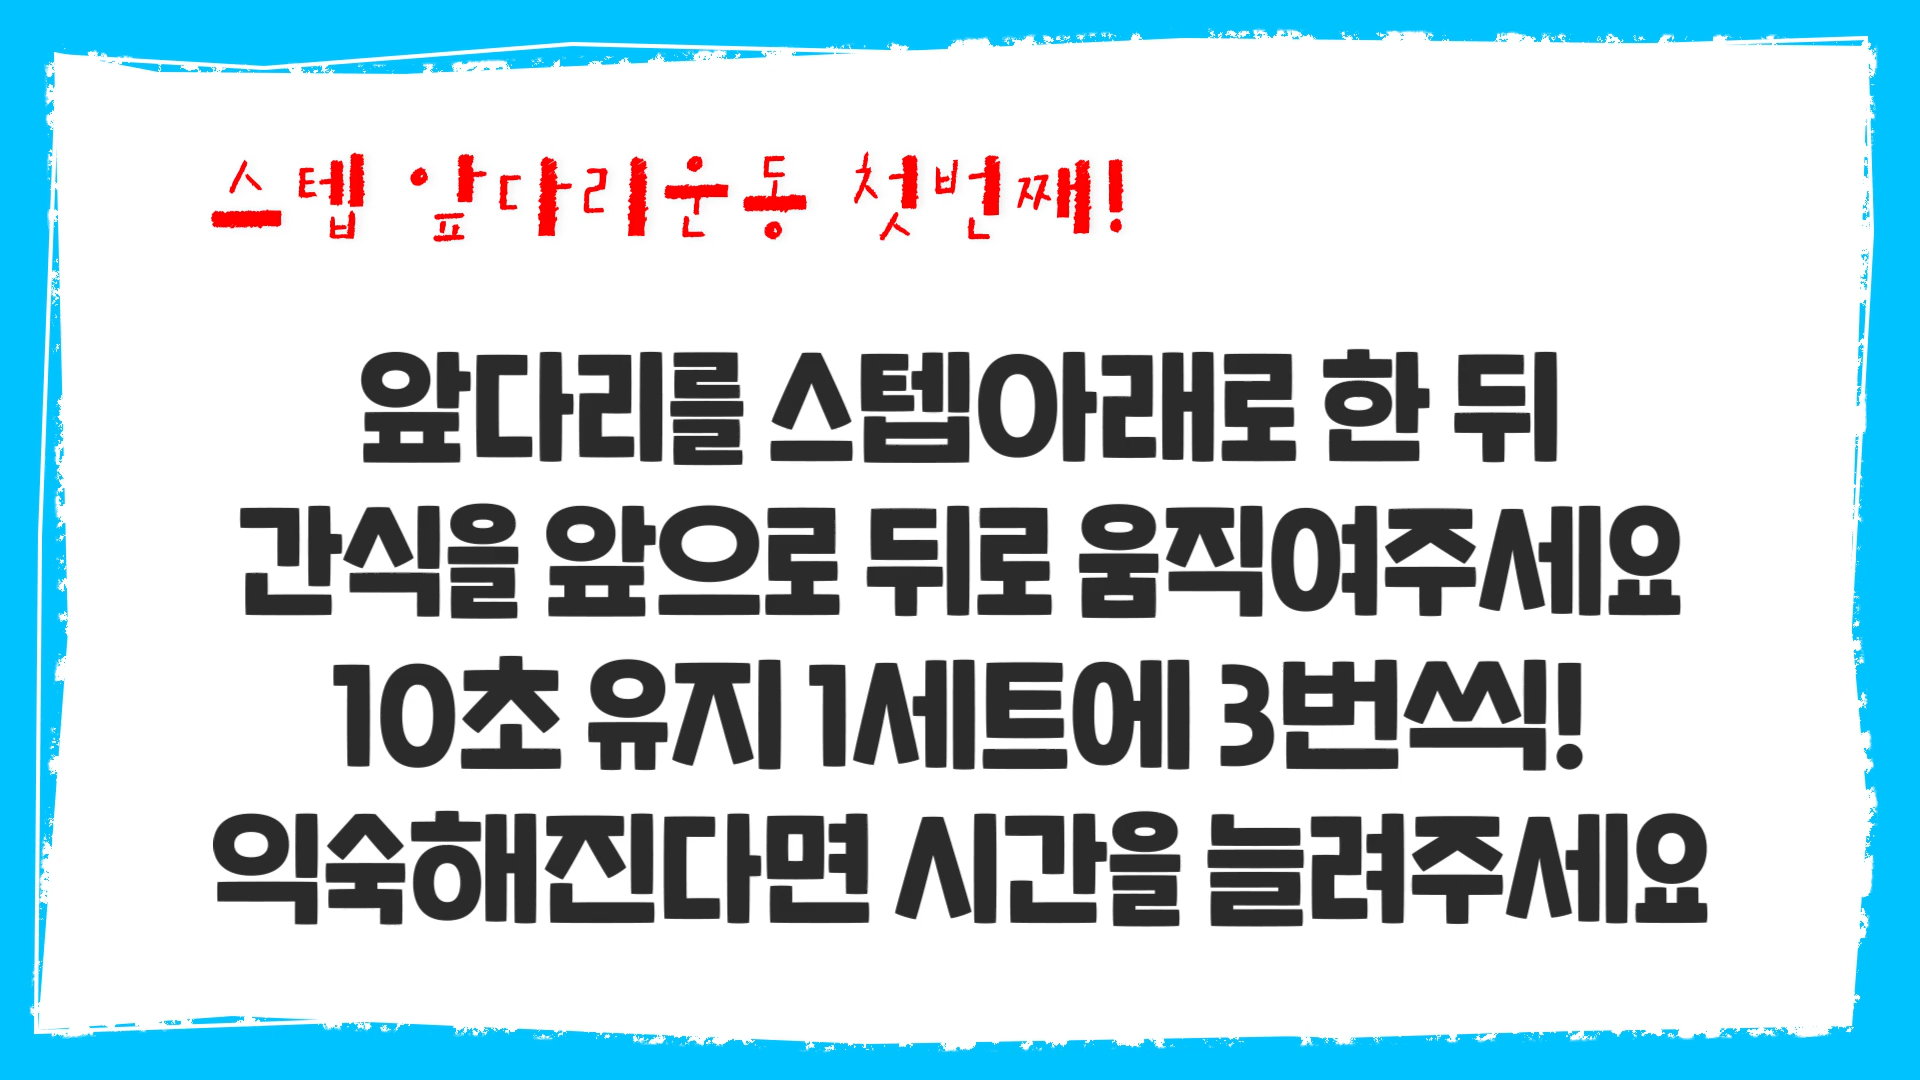 스텝 앞다리운동 첫번째!
앞다리를 스텝아래로 한 뒤
간식을 앞으로 뒤로 움직여주세요
10초 유지 1세트에 3번씩!
익숙해진다면 시간을 늘려주세요